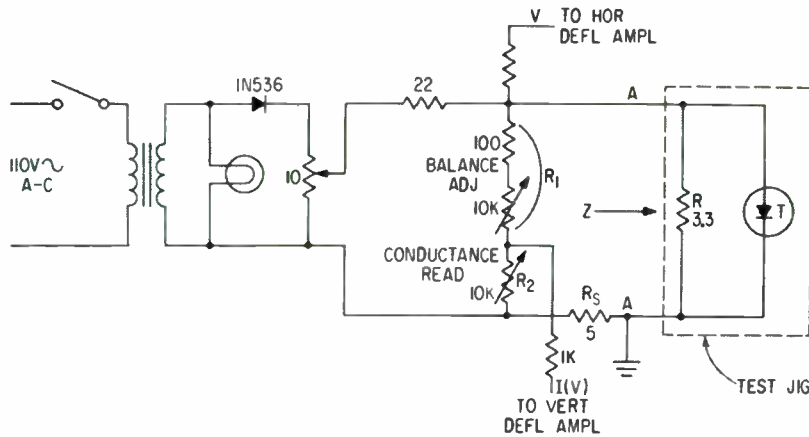 V TO HOR
DEFL AMPL
IN536
22
A
110V~
A-C
10
100
BALANCE
ADJ
R1
10K
Z
R
3.3
T
CONDUCTANCE
READ
10K
R2
RS
5
A
1K
I(V)
TO VERT
DEFL AMPL
TEST JIG